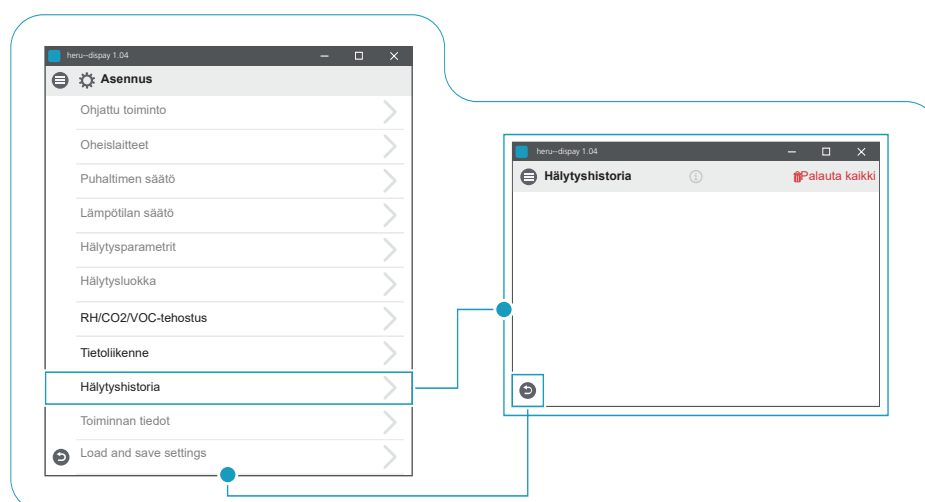 heru–dispay 1.04
Asennus
Ohjattu toiminto
Oheislaitteet
Puhaltimen säätö
Lämpötilan säätö
Hälytysparametrit
Hälytysluokka
RH/CO2/VOC-tehostus
Tietoliikenne
Hälytyshistoria
Toiminnan tiedot
Load and save settings
heru–dispay 1.04
Hälytyshistoria
Palauta kaikki